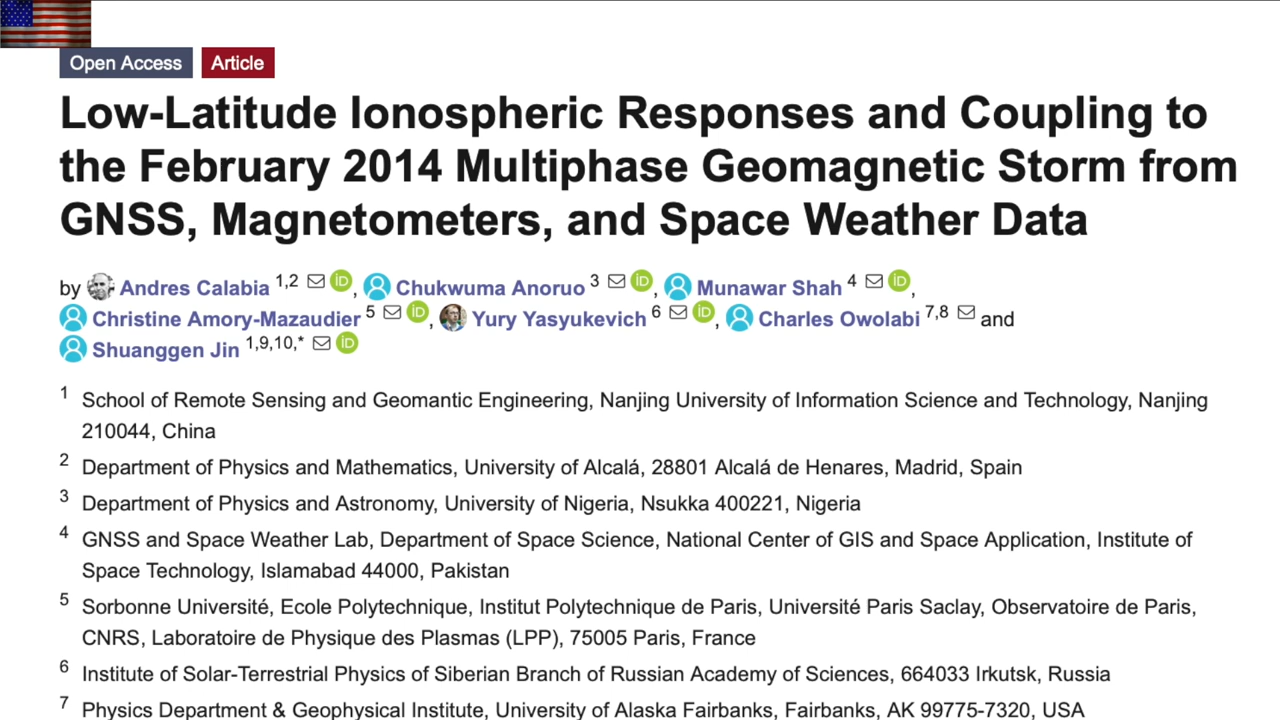 Open Access Article
Low-Latitude Ionospheric Responses and Coupling to
the February 2014 Multiphase Geomagnetic Storm from
GNSS, Magnetometers, and Space Weather Data
by Andres Calabia 1,2 iD, Chukwuma Anoruo 3 iD, Munawar Shah 4 iD,
Christine Amory-Mazaudier 5 iD, Yury Yasyukevich 6 iD, Charles Owolabi 7,8 and
Shuanggen Jin 1,9,10,* iD
1 School of Remote Sensing and Geomantic Engineering, Nanjing University of Information Science and Technology, Nanjing
210044, China
2 Department of Physics and Mathematics, University of Alcalá, 28801 Alcalá de Henares, Madrid, Spain
3 Department of Physics and Astronomy, University of Nigeria, Nsukka 400221, Nigeria
4 GNSS and Space Weather Lab, Department of Space Science, National Center of GIS and Space Application, Institute of
Space Technology, Islamabad 44000, Pakistan
5 Sorbonne Université, Ecole Polytechnique, Institut Polytechnique de Paris, Université Paris Saclay, Observatoire de Paris,
CNRS, Laboratoire de Physique des Plasmas (LPP), 75005 Paris, France
6 Institute of Solar-Terrestrial Physics of Siberian Branch of Russian Academy of Sciences, 664033 Irkutsk, Russia
7 Physics Department & Geophysical Institute, University of Alaska Fairbanks, Fairbanks, AK 99775-7320, USA